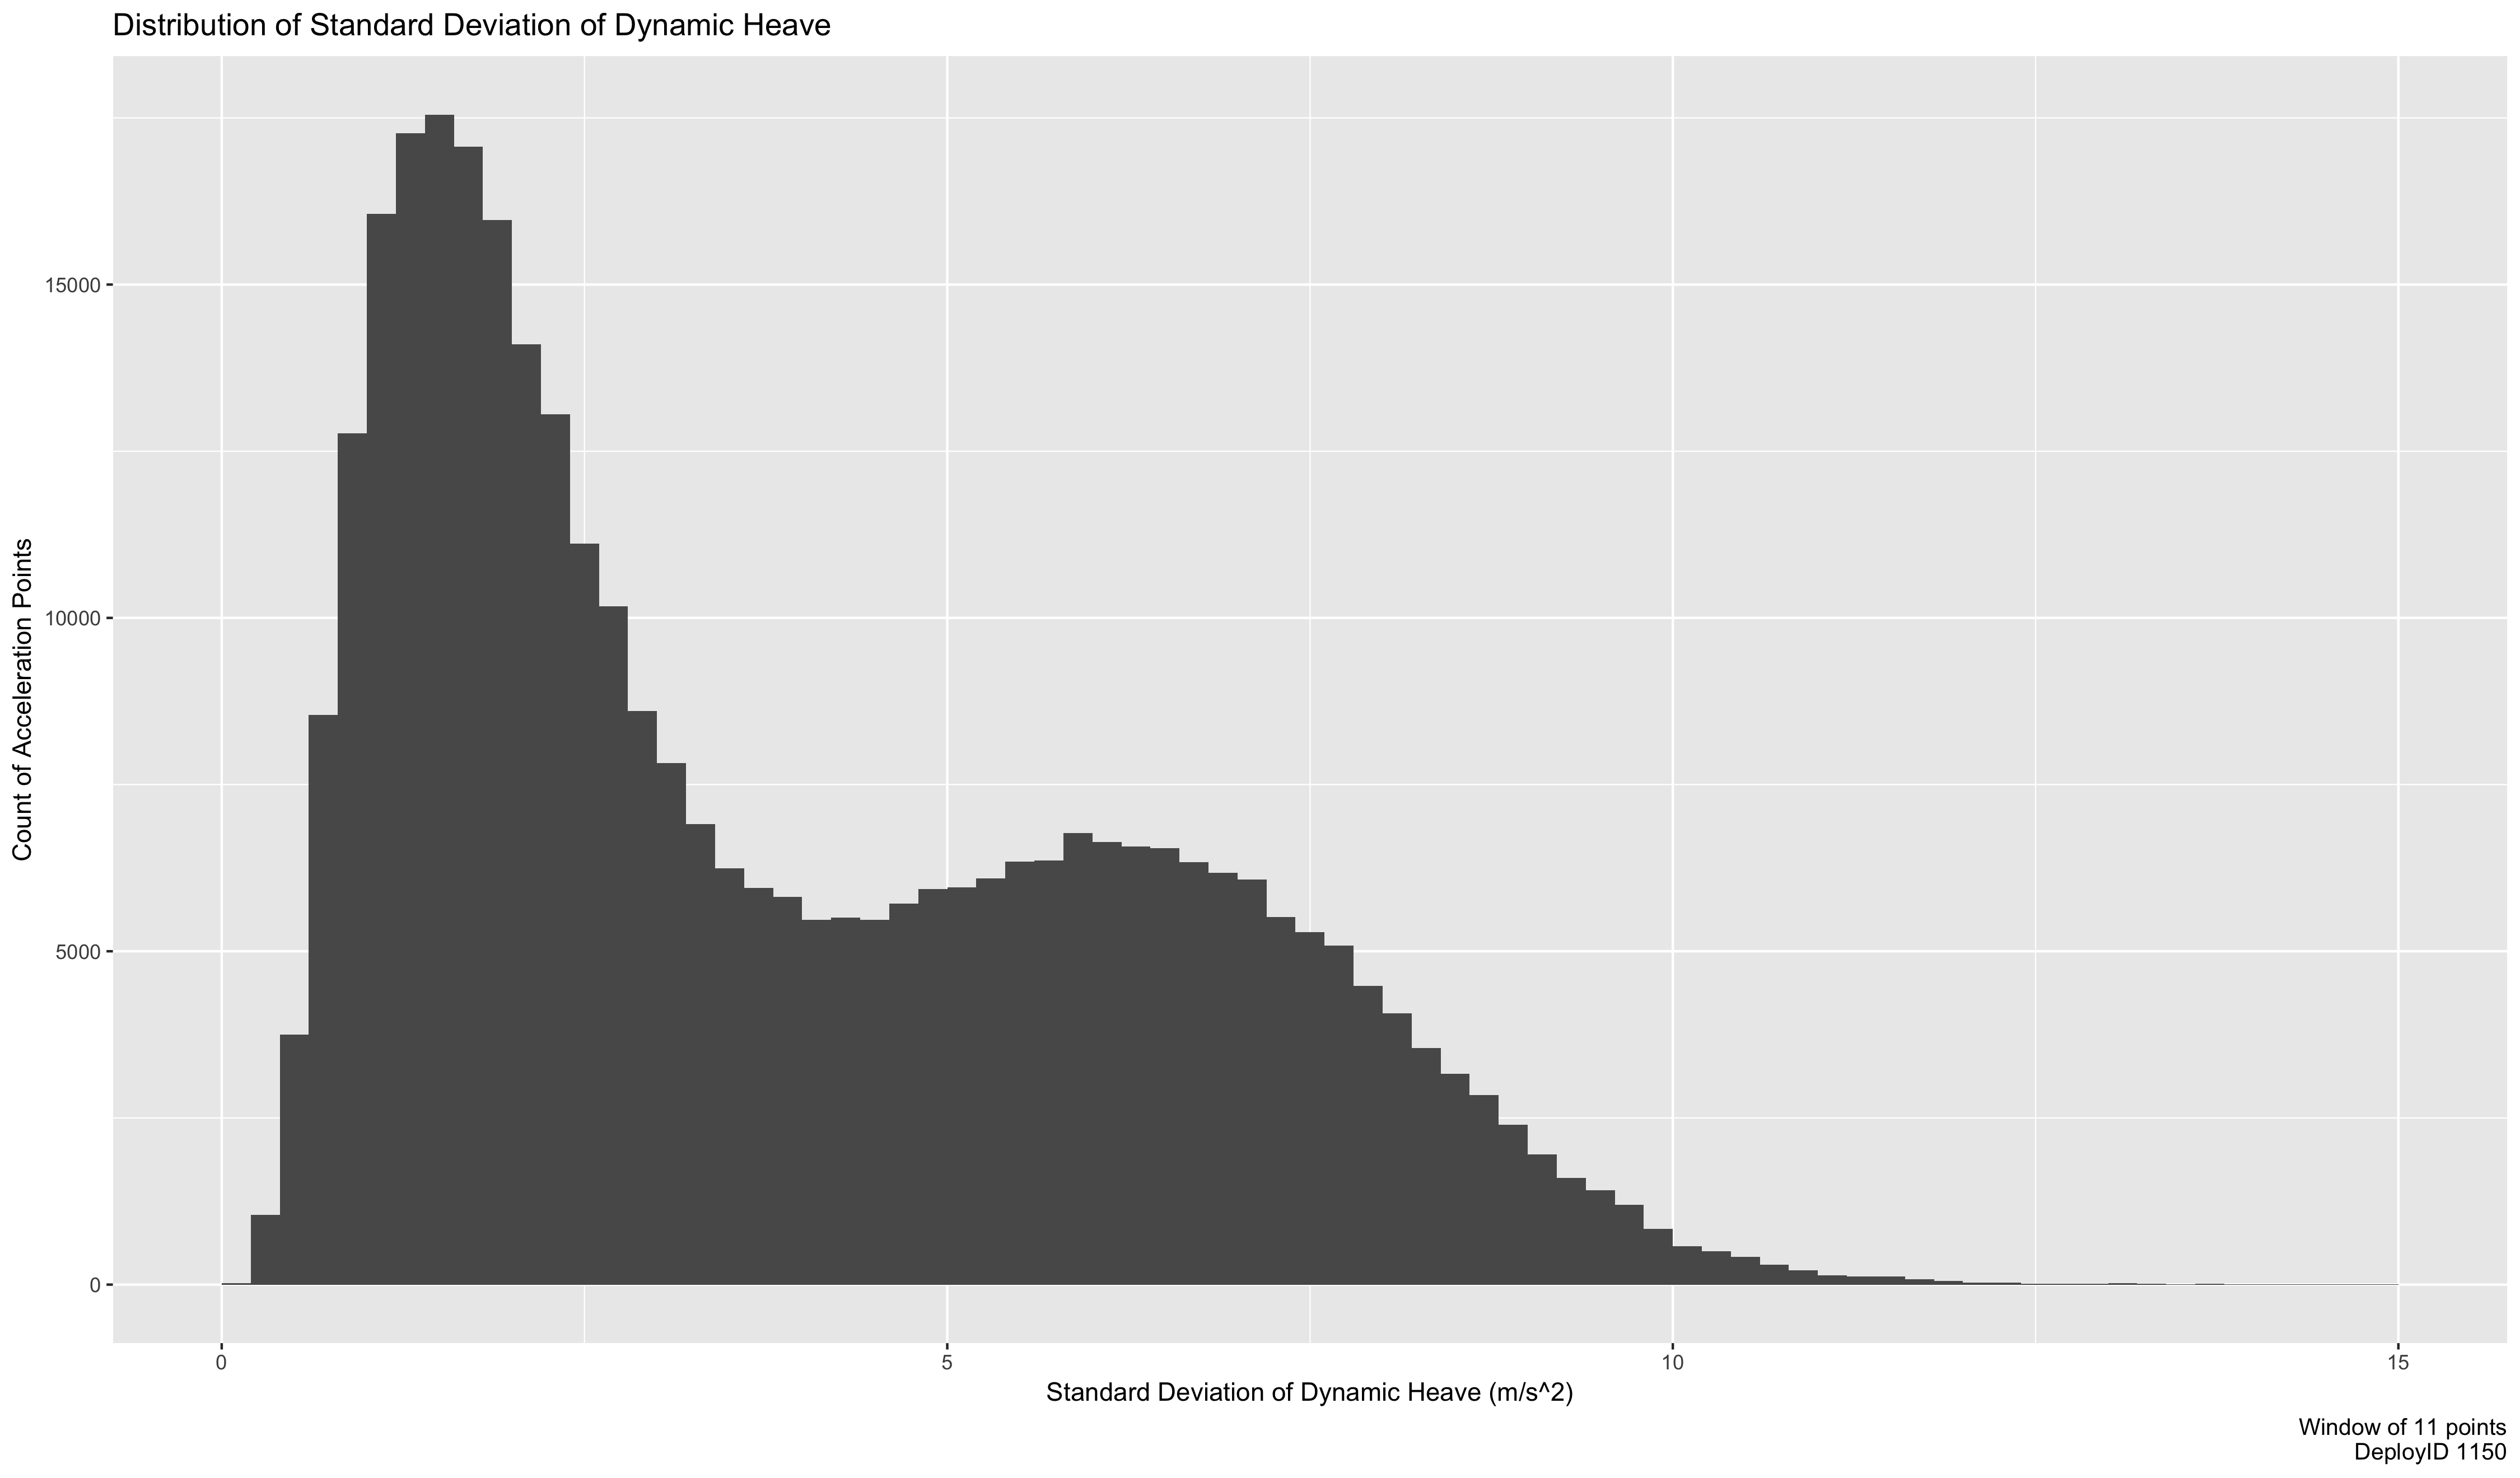 Distribution of Standard Deviation of Dynamic Heave
Count of Acceleration Points
15000
10000
5000
0
0 5 10 15
Standard Deviation of Dynamic Heave (m/s^2)
Window of 11 points
DeployID 1150